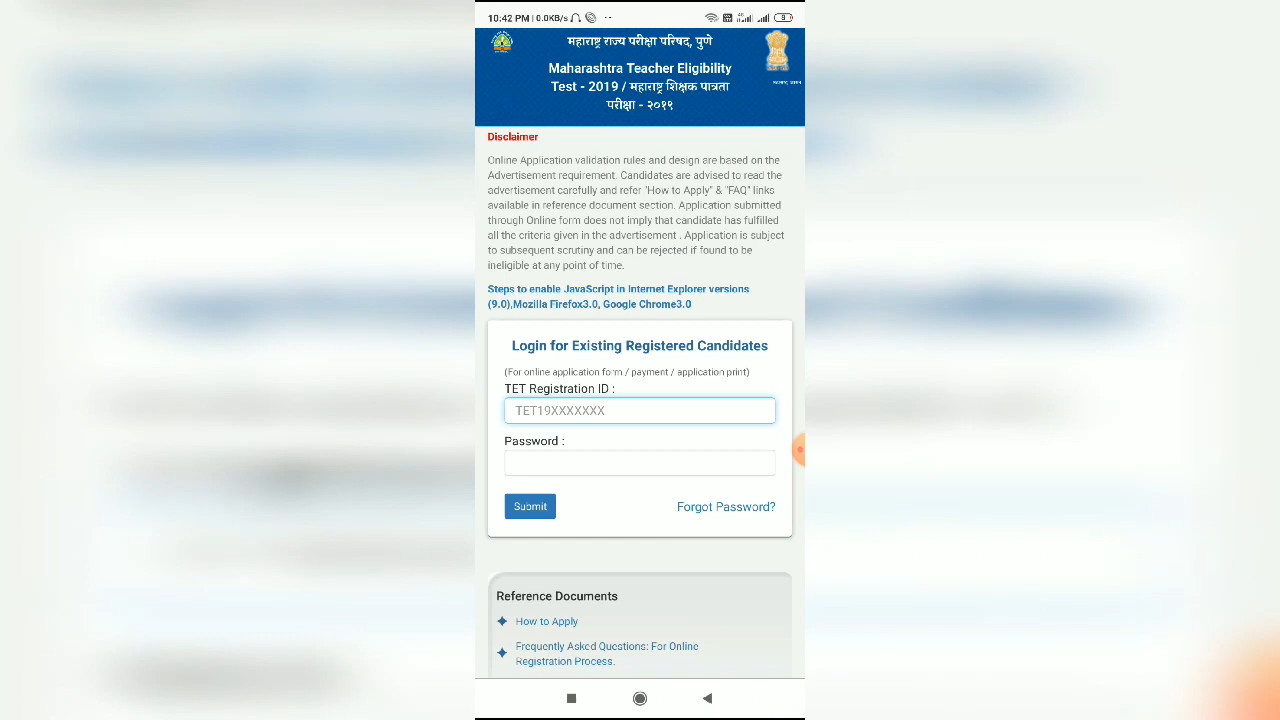 10:42 PM | 0.0KB/s
4G
9
महाराष्ट्र राज्य परीक्षा परिषद, पुणे
Maharashtra Teacher Eligibility
Test - 2019 / महाराष्ट्र शिक्षक पात्रता
परीक्षा - २०१९
Disclaimer
Online Application validation rules and design are based on the
Advertisement requirement. Candidates are advised to read the
advertisement carefully and refer "How to Apply" & "FAQ" links
available in reference document section. Application submitted
through Online form does not imply that candidate has fulfilled
all the criteria given in the advertisement . Application is subject
to subsequent scrutiny and can be rejected if found to be
ineligible at any point of time.
Steps to enable JavaScript in Internet Explorer versions
(9.0),Mozilla Firefox3.0, Google Chrome3.0
Login for Existing Registered Candidates
(For online application form / payment / application print)
TET Registration ID :
TET19XXXXXXX
Password :
Submit
Forgot Password?
Reference Documents
How to Apply
Frequently Asked Questions: For Online
Registration Process.